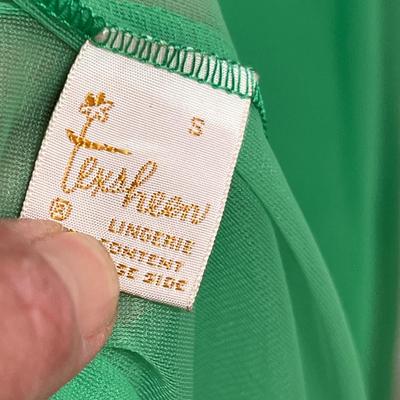 S
Texsheen
®
LINGERIE
CONTENT
SE SIDE